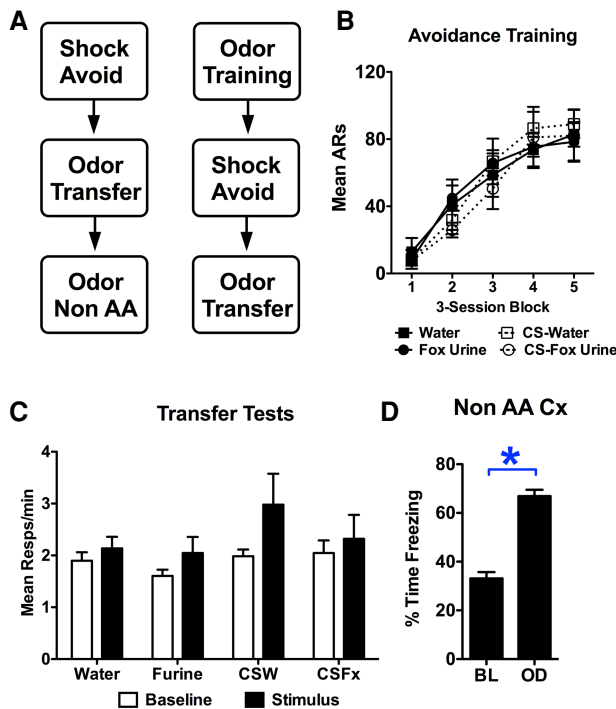 A
Shock
Avoid
Odor
Transfer
Odor
Non AA
Odor
Training
Shock
Avoid
Odor
Transfer
B
Avoidance Training
Mean ARs
120
80
40
0
1 2 3 4 5
3-Session Block
Water
CS-Water
Fox Urine
CS-Fox Urine
C
Transfer Tests
Mean Resps/min
4
3
2
1
0
Water Furine CSW CSFx
Baseline Stimulus
D
Non AA Cx
% Time Freezing
80
60
40
20
0
*
BL OD